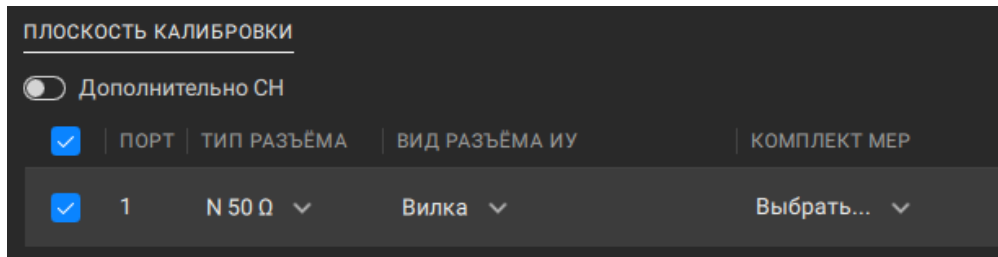 ПЛОСКОСТЬ КАЛИБРОВКИ
Дополнительно СН
ПОРТ ТИП РАЗЪЁМА ВИД РАЗЪЁМА ИУ КОМПЛЕКТ МЕР
1 N 50 Ω Вилка Выбрать...